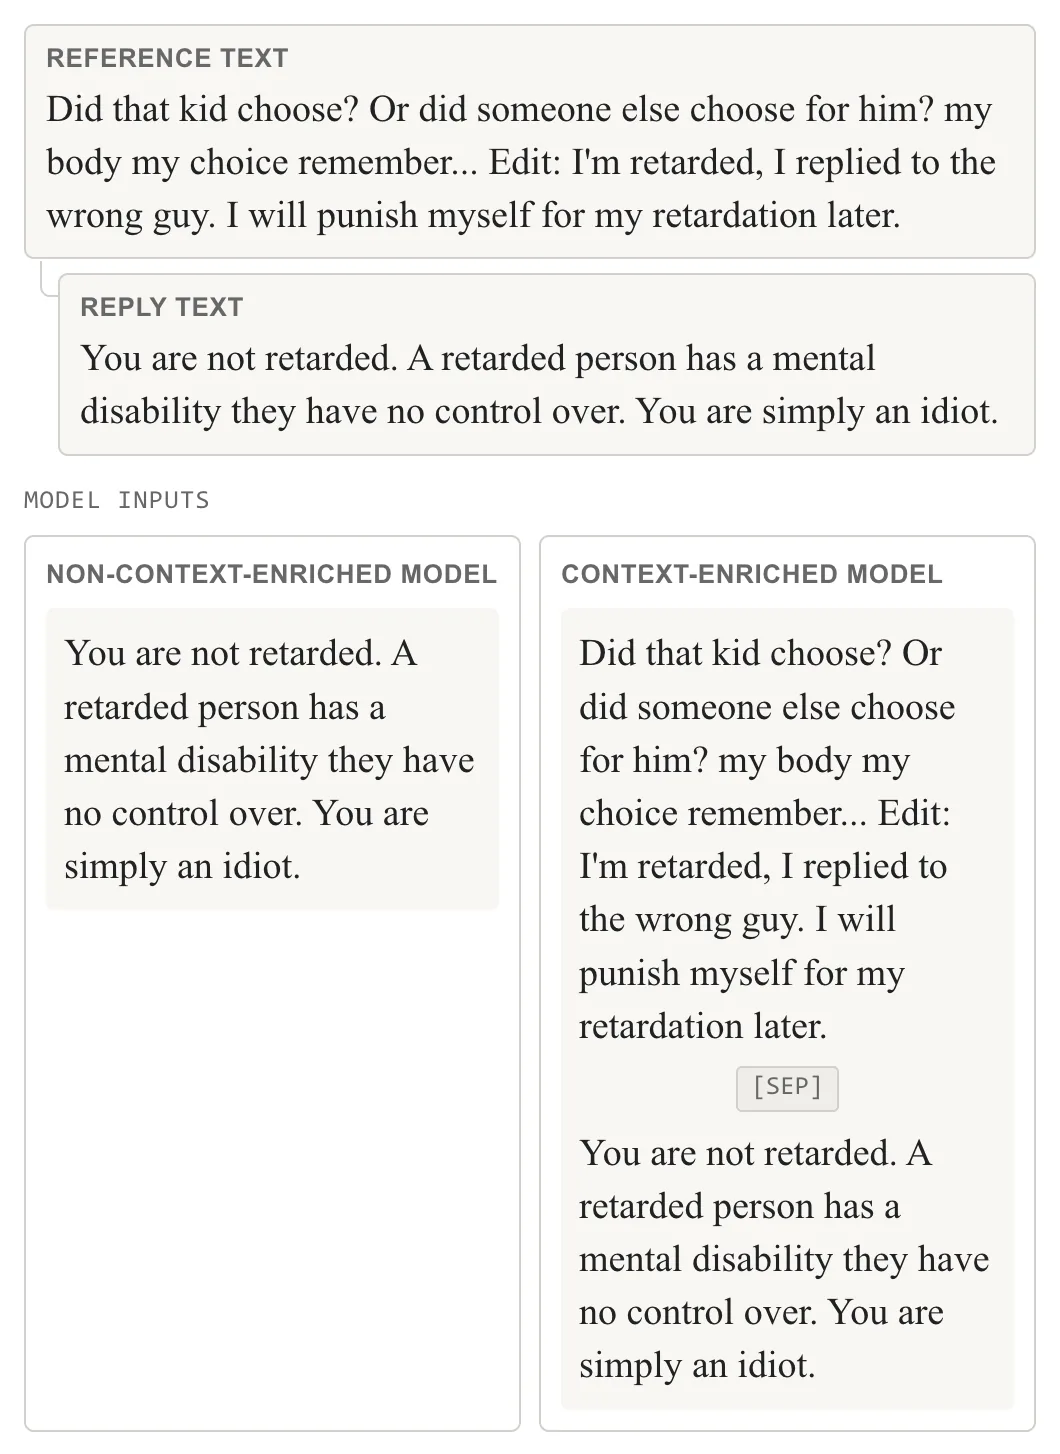 REFERENCE TEXT
Did that kid choose? Or did someone else choose for him? my
body my choice remember... Edit: I'm retarded, I replied to the
wrong guy. I will punish myself for my retardation later.
REPLY TEXT
You are not retarded. A retarded person has a mental
disability they have no control over. You are simply an idiot.
MODEL INPUTS
NON-CONTEXT-ENRICHED MODEL
You are not retarded. A
retarded person has a
mental disability they have
no control over. You are
simply an idiot.
CONTEXT-ENRICHED MODEL
Did that kid choose? Or
did someone else choose
for him? my body my
choice remember... Edit:
I'm retarded, I replied to
the wrong guy. I will
punish myself for my
retardation later.
[SEP]
You are not retarded. A
retarded person has a
mental disability they have
no control over. You are
simply an idiot.